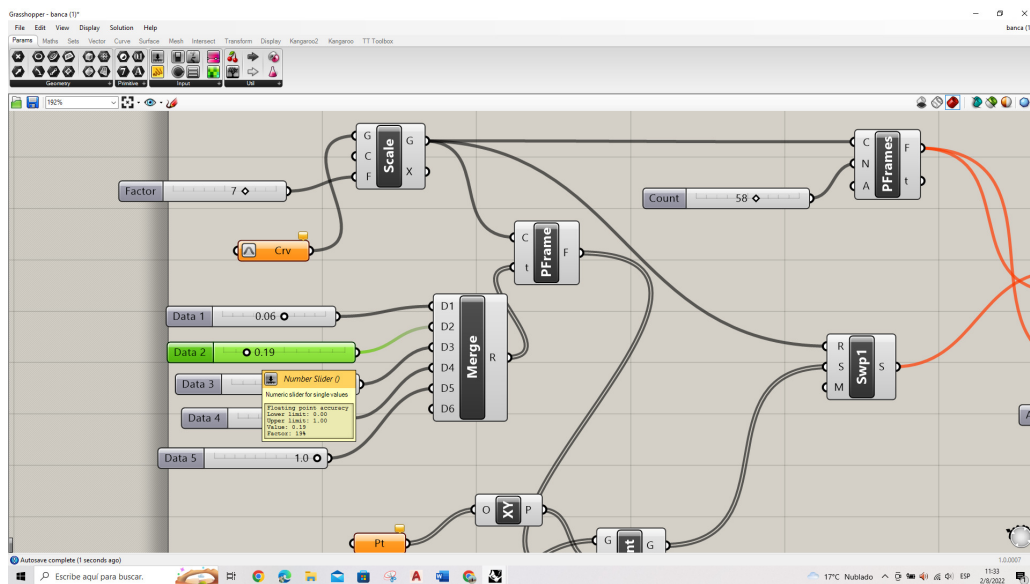 Grasshopper - banca (1)*
File Edit View Display Solution Help
banca (1
Params Maths Sets Vector Curve Surface Mesh Intersect Transform Display Kangaroo2 Kangaroo TT Toolbox
Geometry Primitive Input Util
192%
G
C
F
Scale
G
X
Factor 7
Crv
C
N
A
PFrames
F
t
Count 58
C
t
PFrame
F
Data 1 0.06
Data 2 0.19
Data 3
Data 4
Data 5 1.0
D1
D2
D3
D4
D5
D6
Merge
R
Number Slider ()
Numeric slider for single values
Floating point accuracy
Lower limit: 0.00
Upper limit: 1.00
Value: 0.19
Factor: 19%
R
S
M
Swp1
S
A
O XY P
Pt
G
nt
G
Autosave complete (1 seconds ago)
1.0.0007
Escribe aquí para buscar.
17°C Nublado
ESP
11:33
2/8/2022